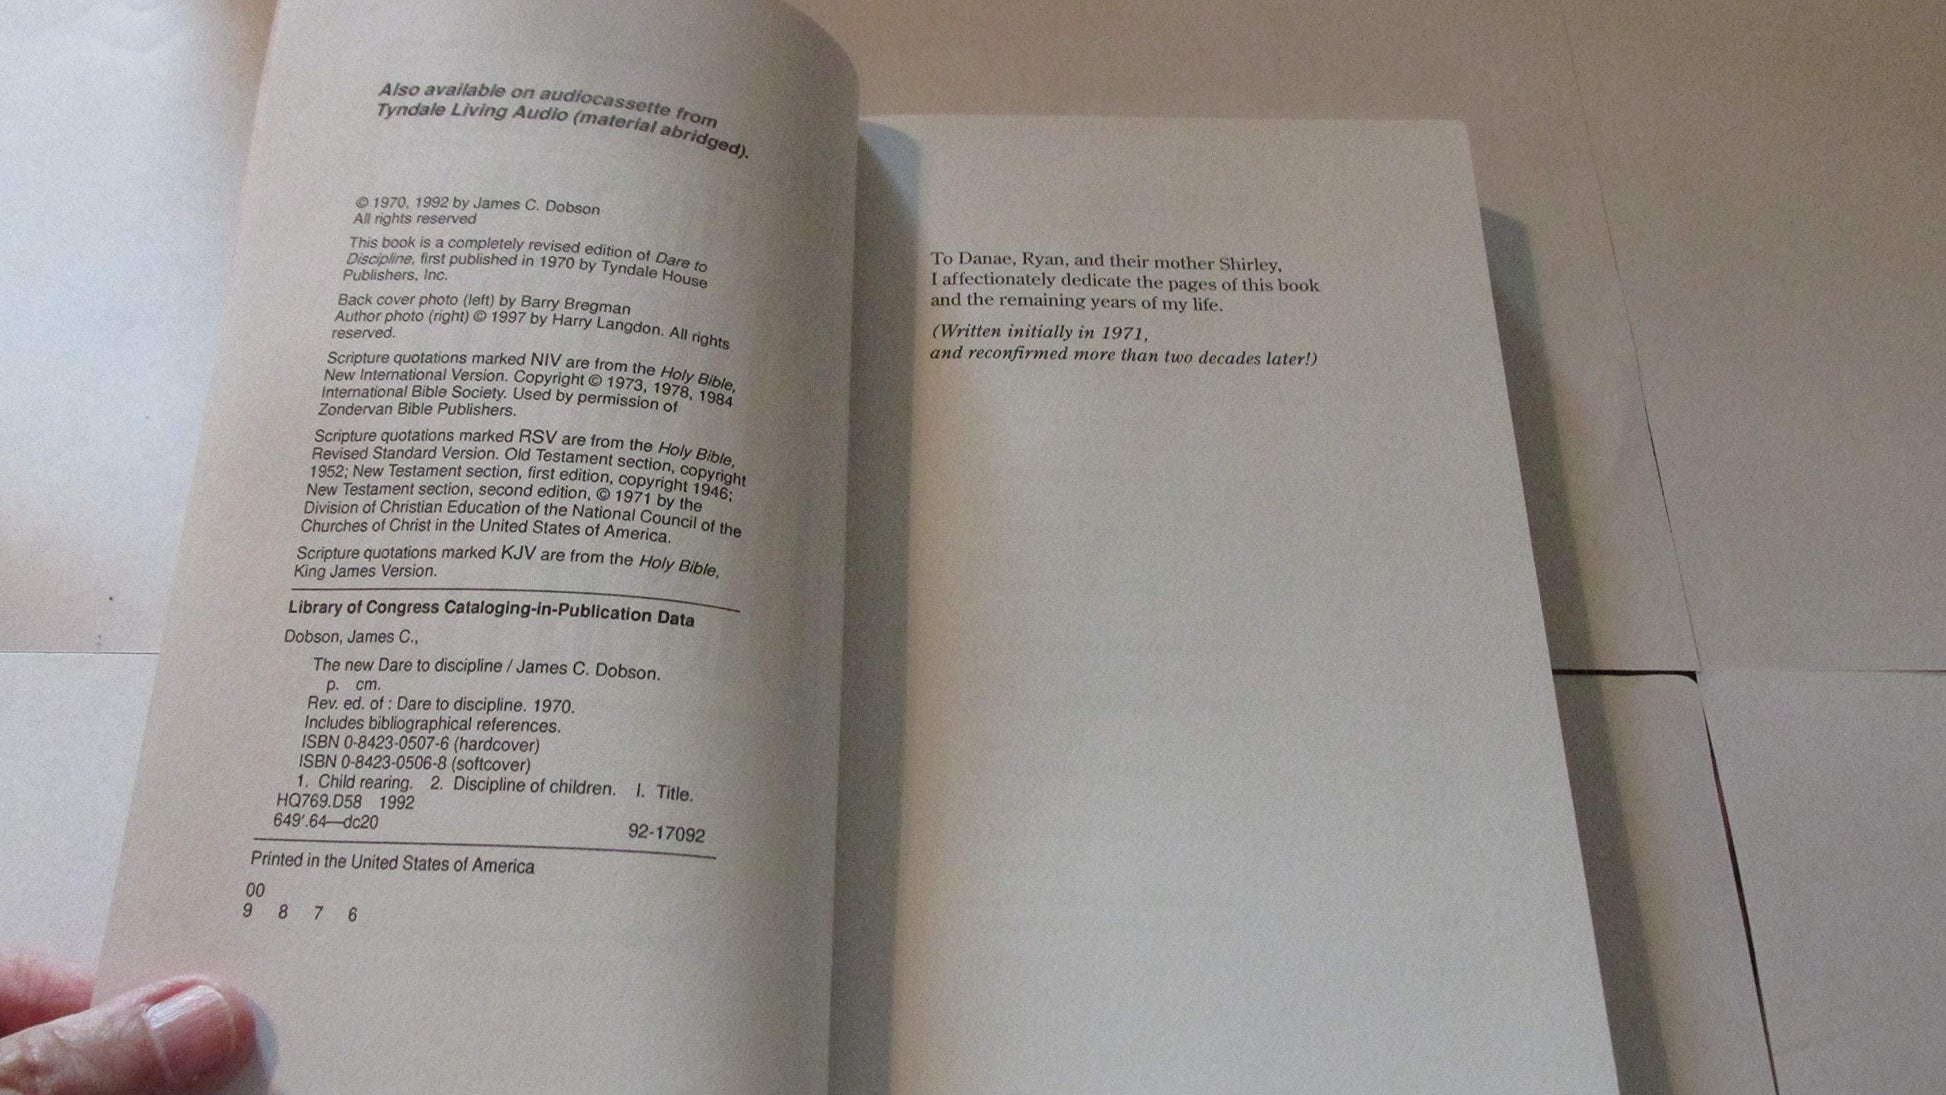 Also available on audiocassette from
Tyndale Living Audio (material abridged).
© 1970, 1992 by James C. Dobson
All rights reserved
This book is a completely revised edition of Dare to
Discipline, first published in 1970 by Tyndale House
Publishers, Inc.
Back cover photo (left) by Barry Bregman
Author photo (right) © 1997 by Harry Langdon. All rights
reserved.
Scripture quotations marked NIV are from the Holy Bible,
New International Version. Copyright © 1973, 1978, 1984
International Bible Society. Used by permission of
Zondervan Bible Publishers.
Scripture quotations marked RSV are from the Holy Bible,
Revised Standard Version. Old Testament section, copyright
1952; New Testament section, first edition, copyright 1946;
New Testament section, second edition, © 1971 by the
Division of Christian Education of the National Council of the
Churches of Christ in the United States of America.
Scripture quotations marked KJV are from the Holy Bible,
King James Version.
Library of Congress Cataloging-in-Publication Data
Dobson, James C.,
The new Dare to discipline / James C. Dobson.
p. cm.
Rev. ed. of : Dare to discipline. 1970.
Includes bibliographical references.
ISBN 0-8423-0507-6 (hardcover)
ISBN 0-8423-0506-8 (softcover)
1. Child rearing. 2. Discipline of children. I. Title.
HQ769.D58 1992
649′.64—dc20 92-17092
Printed in the United States of America
00
9 8 7 6
To Danae, Ryan, and their mother Shirley,
I affectionately dedicate the pages of this book
and the remaining years of my life.
(Written initially in 1971,
and reconfirmed more than two decades later!)